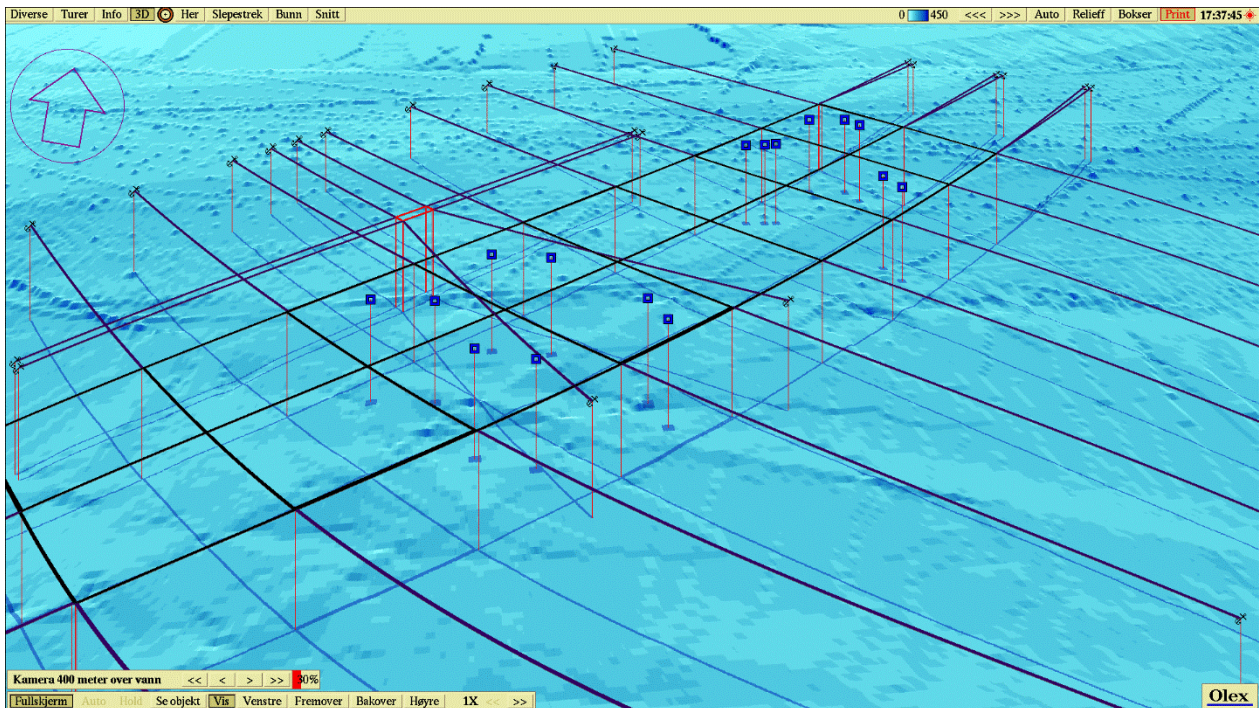 Diverse Turer Info 3D Her Slepestrek Bunn Snitt 0 450 <<< >>> Auto Relieff Bokser Print 17:37:45
Kamera 400 meter over vann << < > >> 30%
Fullskjerm Auto Hold Se objekt Vis Venstre Fremover Bakover Høyre 1X << >>
Olex